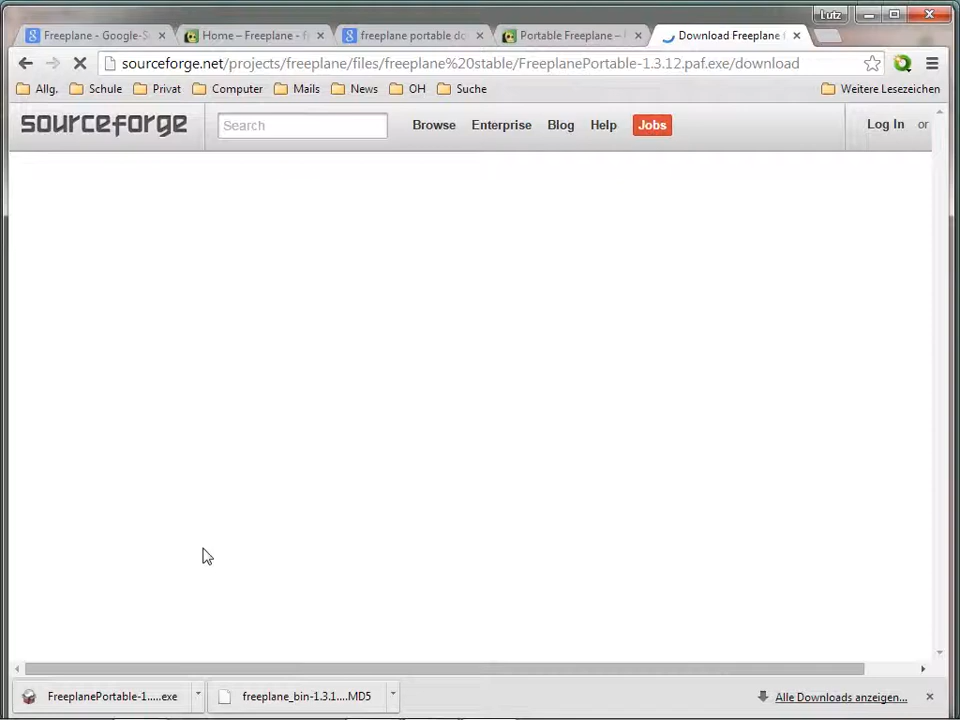 Lutz
Freeplane - Google-S
Home – Freeplane - f
freeplane portable do
Portable Freeplane –
Download Freeplane
sourceforge.net/projects/freeplane/files/freeplane%20stable/FreeplanePortable-1.3.12.paf.exe/download
Allg. Schule Privat Computer Mails News OH Suche Weitere Lesezeichen
sourceforge Search Browse Enterprise Blog Help Jobs Log In or
FreeplanePortable-1.....exe freeplane_bin-1.3.1....MD5 Alle Downloads anzeigen...